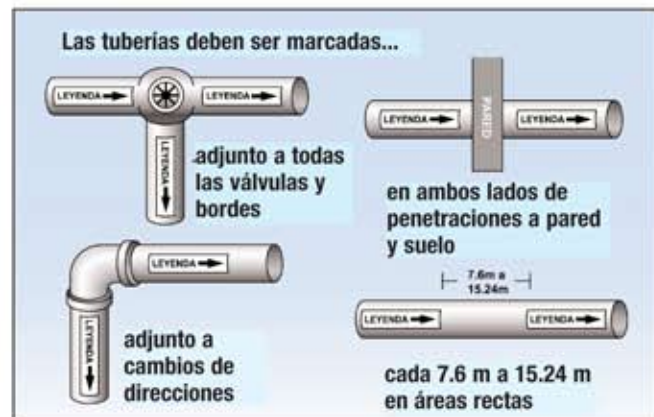 Las tuberías deben ser marcadas...
LEYENDA
LEYENDA
LEYENDA
adjunto a todas
las válvulas y
bordes
LEYENDA
PARED
LEYENDA
en ambos lados de
penetraciones a pared
y suelo
LEYENDA
LEYENDA
adjunto a
cambios de
direcciones
7.6m a
15.24m
LEYENDA
LEYENDA
cada 7.6 m a 15.24 m
en áreas rectas